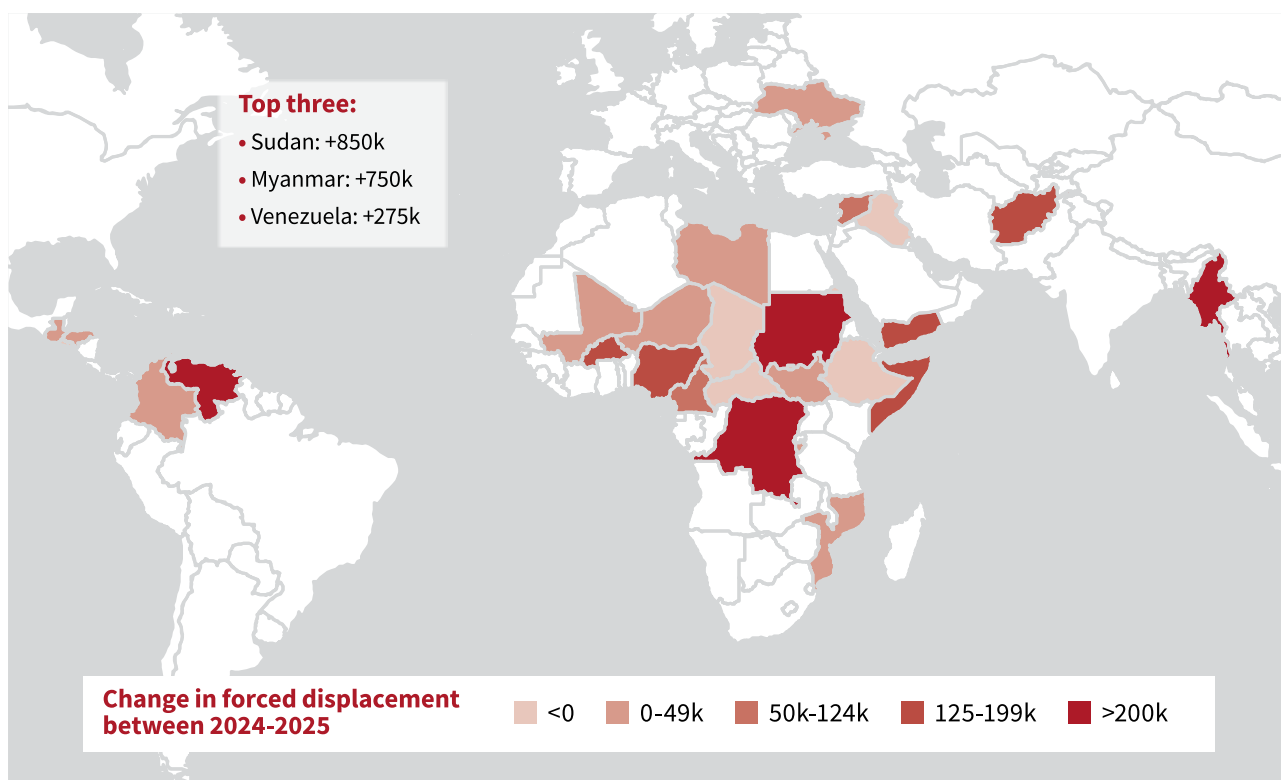 Top three:
• Sudan: +850k
• Myanmar: +750k
• Venezuela: +275k
Change in forced displacement
between 2024-2025
<0
0-49k
50k-124k
125-199k
>200k